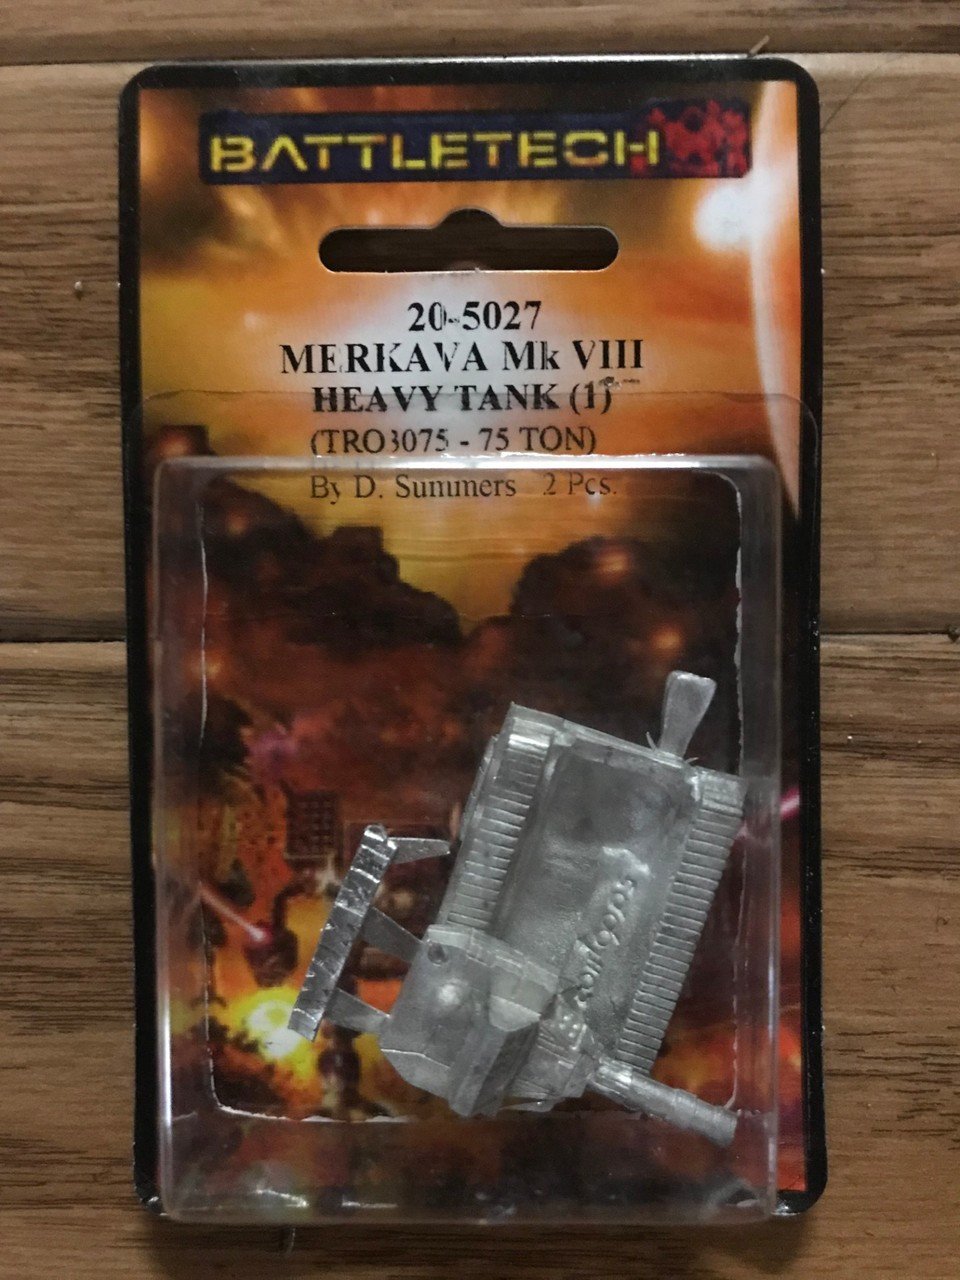 BATTLETECH
20-5027
MERKAVA Mk VIII
HEAVY TANK (1)
(TRO3075 - 75 TON)
By D. Summers 2 Pcs.